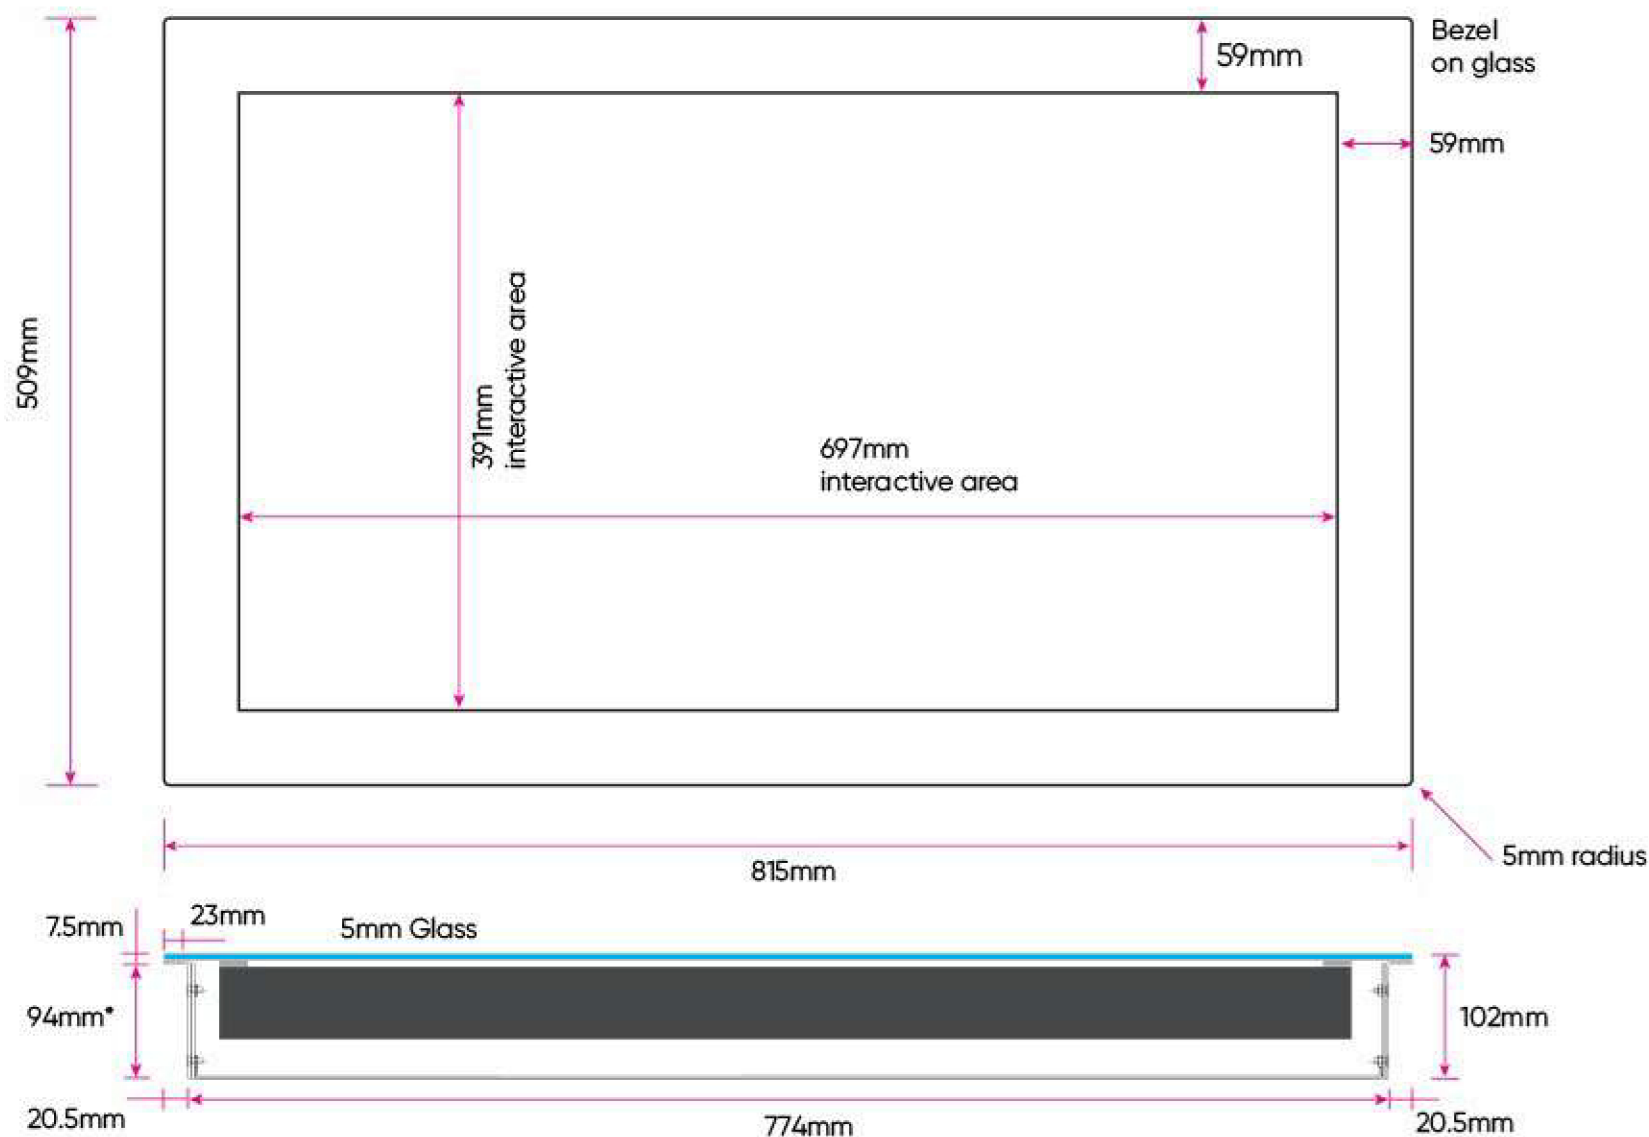 Bezel
on glass
59mm
59mm
509mm
391mm
interactive area
697mm
interactive area
815mm
5mm radius
7.5mm
23mm
5mm Glass
94mm*
102mm
20.5mm
774mm
20.5mm